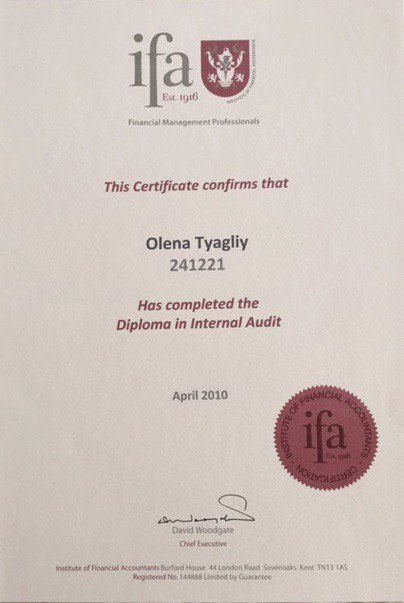 ifa
Est. 1916
INSTITUTE OF FINANCIAL ACCOUNTANTS
Financial Management Professionals
This Certificate confirms that
Olena Tyagliy
241221
Has completed the
Diploma in Internal Audit
April 2010
INSTITUTE OF FINANCIAL ACCOUNTANTS
ifa
Est. 1916
CERTIFICATION
David Woodgate
Chief Executive
Institute of Financial Accountants Burford House 44 London Road Sevenoaks, Kent TN13 1AS
Registered No. 144888 Limited by Guarantee